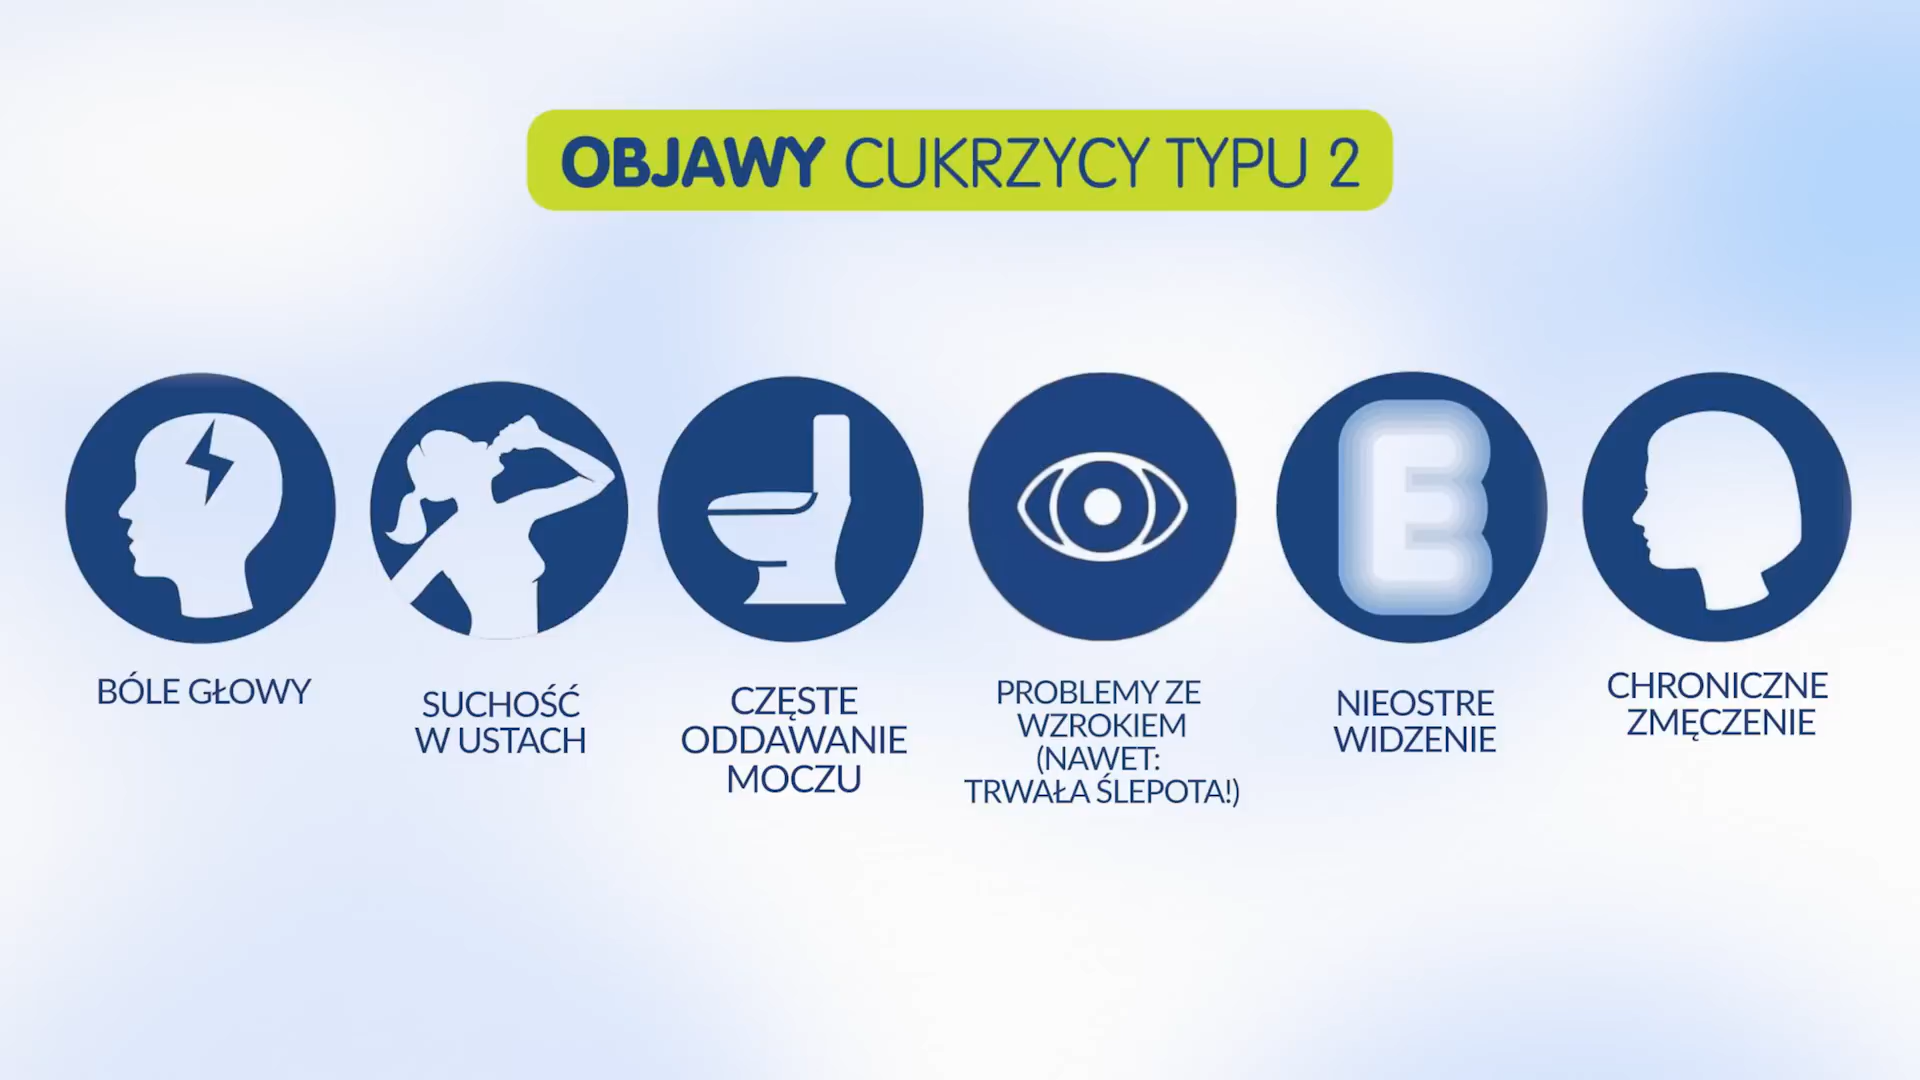 OBJAWY CUKRZYCY TYPU 2
BÓLE GŁOWY
SUCHOŚĆ
W USTACH
CZĘSTE
ODDAWANIE
MOCZU
PROBLEMY ZE
WZROKIEM
(NAWET:
TRWAŁA ŚLEPOTA!)
E
NIEOSTRE
WIDZENIE
CHRONICZNE
ZMĘCZENIE